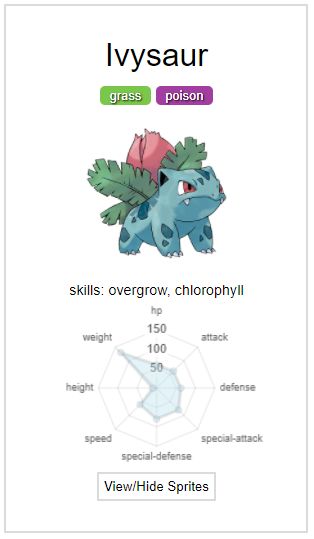 Ivysaur
grass poison
skills: overgrow, chlorophyll
hp
150
weight attack
100
50
height defense
speed special-attack
special-defense
View/Hide Sprites